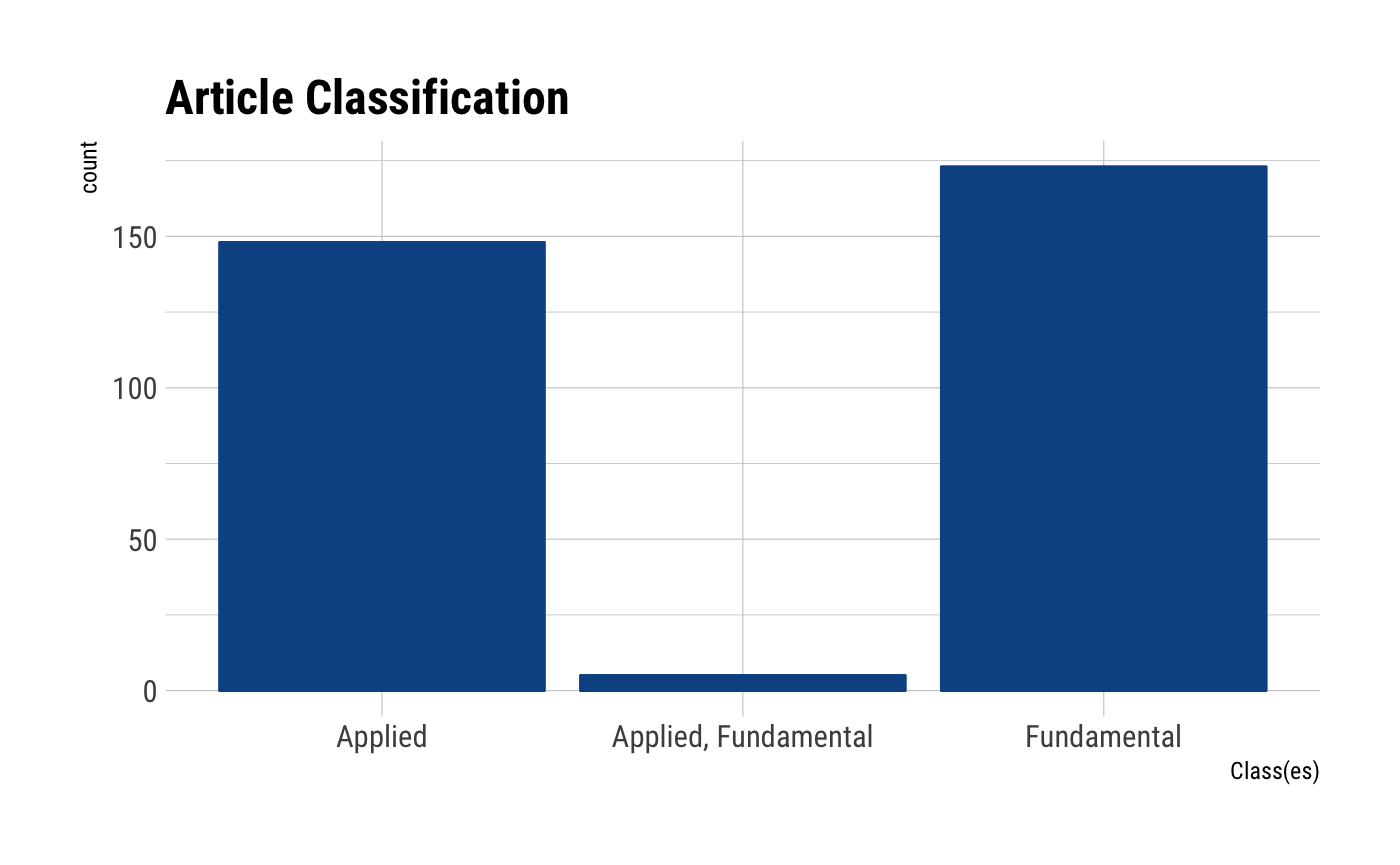 Article Classification
count
150
100
50
0
Applied
Applied, Fundamental
Fundamental
Class(es)